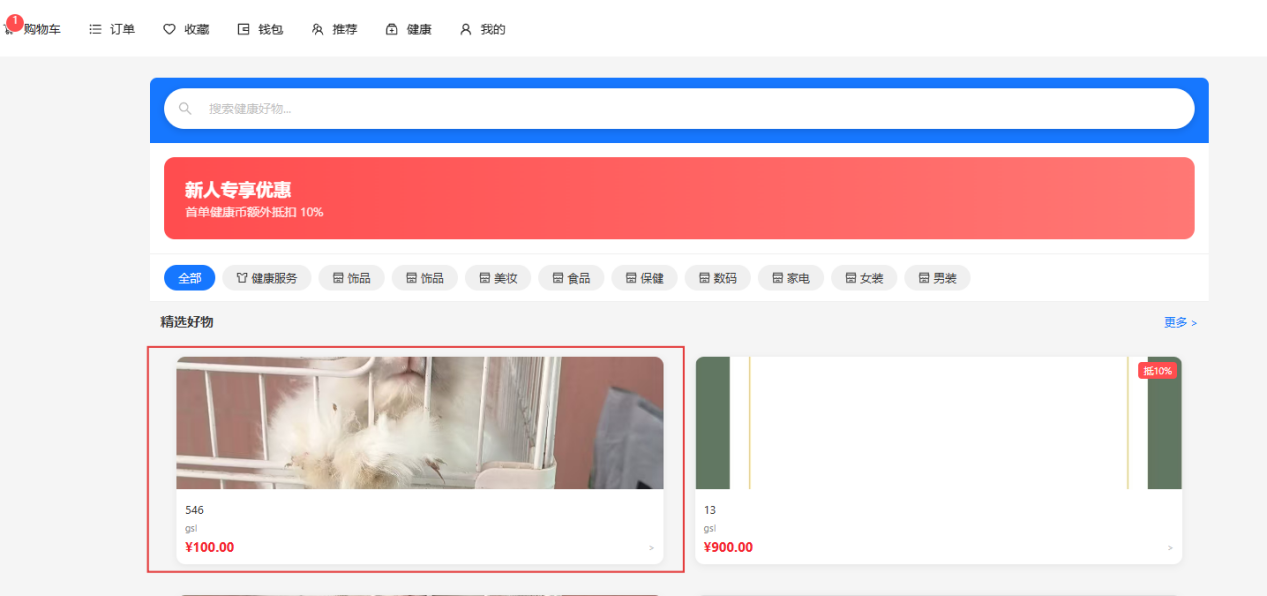 1
购物车 订单 收藏 钱包 推荐 健康 我的
搜索健康好物...
新人专享优惠
首单健康币额外抵扣 10%
全部 健康服务 饰品 饰品 美妆 食品 保健 数码 家电 女装 男装
精选好物 更多 >
抵10%
546
gsl
¥100.00 >
13
gsl
¥900.00 >